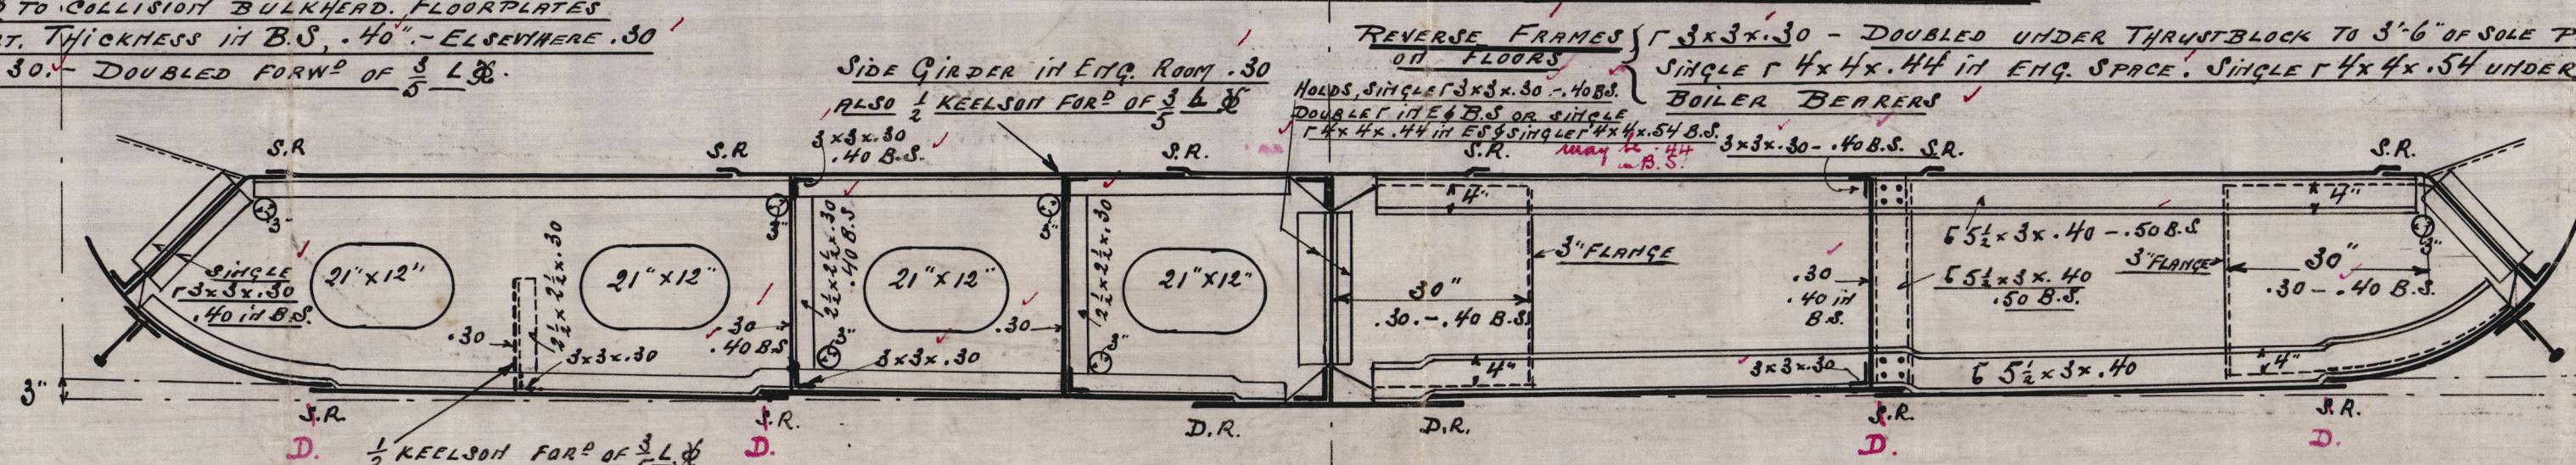 TO COLLISION BULKHEAD. FLOORPLATES
THICKNESS IN B.S, .40" - ELSEWHERE .30
30. - DOUBLED FORWD OF 3/5 L
SIDE GIRDER IN ENG. ROOM .30
ALSO 1/2 KEELSON FORD OF 3/5 L
REVERSE FRAMES
ON FLOORS
3x3x.30 - DOUBLED UNDER THRUSTBLOCK TO 3'-6" OF SOLE
SINGLE 4x4x.44 IN ENG. SPACE. SINGLE 4x4x.54 UNDER
BOILER BEARERS
HOLDS, SINGLE 3x3x.30 - .40 BS.
DOUBLE IN E & B.S OR SINGLE
4x4x.44 IN ES & SINGLE 4x4x.54 B.S.
may be .44
in B.S.
3x3x.30
.40 B.S.
3x3x.30 - .40 B.S.
S.R
S.R
S.R.
S.R.
S.R.
S.R.
3"
3"
3"
4"
4"
3"
SINGLE
3x3x.30
.40 IN B.S.
21"x12"
21"x12"
21"x12"
21"x12"
2½x2½x.30
2½x2½x.30
.40 B.S
2½x2½x.30
.30
3x3x.30
.30
.40 BS
3"
3x3x.30
.30
3"
3" FLANGE
30"
.30. - .40 B.S.
4"
.30
.40 in
B.S.
3x3x.30
5½x3x.40 - .50 B.S
5½x3x.40
.50 B.S.
5½x3x.40
3" FLANGE
30"
.30 - .40 B.S.
4"
3"
S.R.
D.
S.R.
D.
D.R.
D.R.
S.R.
D.
S.R.
D.
1/2 KEELSON FORD OF L